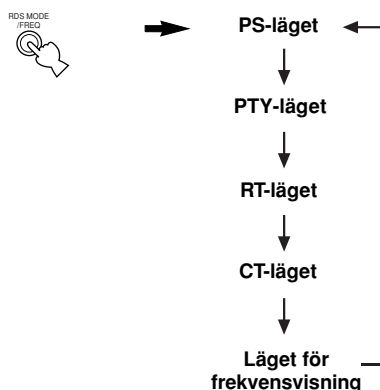 RDS MODE
/FREQ
PS-läget
PTY-läget
RT-läget
CT-läget
Läget för
frekvensvisning